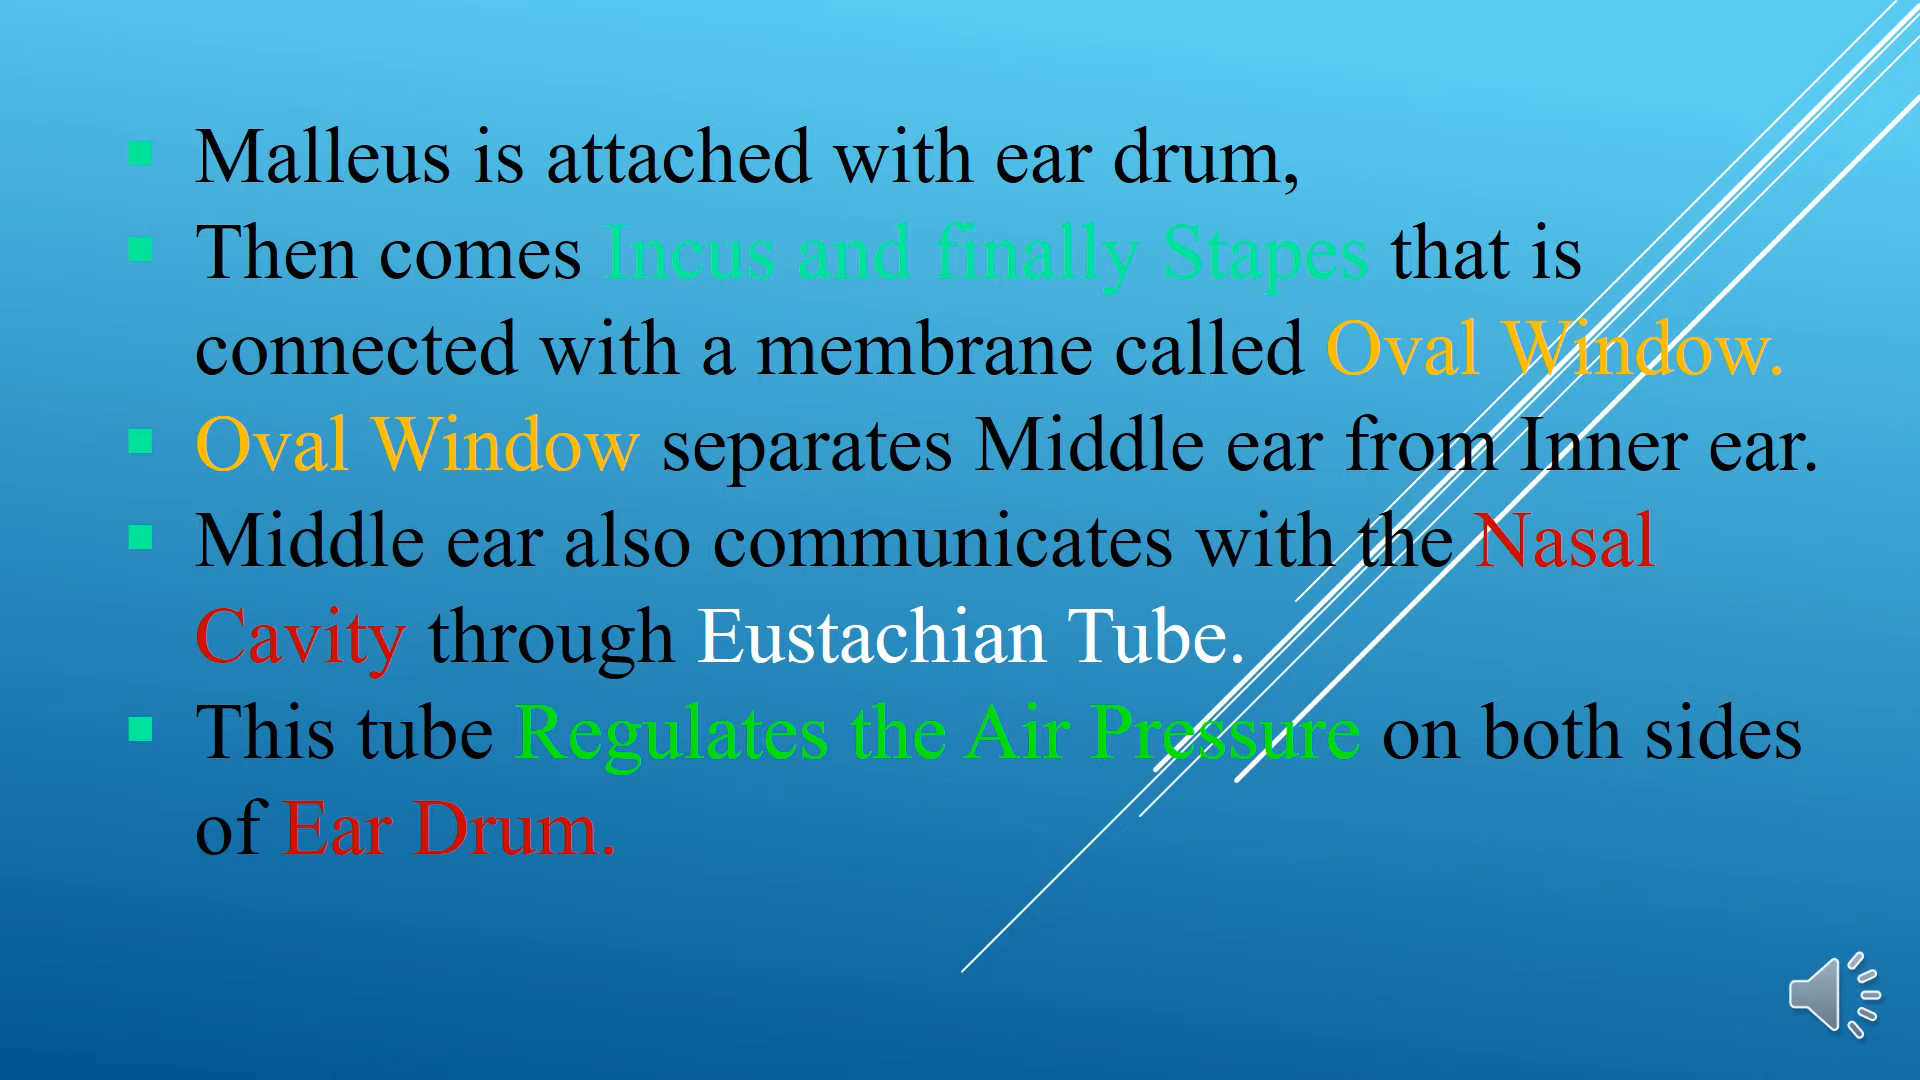 Malleus is attached with ear drum,
Then comes Incus and finally Stapes that is
connected with a membrane called Oval Window.
Oval Window separates Middle ear from Inner ear.
Middle ear also communicates with the Nasal
Cavity through Eustachian Tube.
This tube Regulates the Air Pressure on both sides
of Ear Drum.